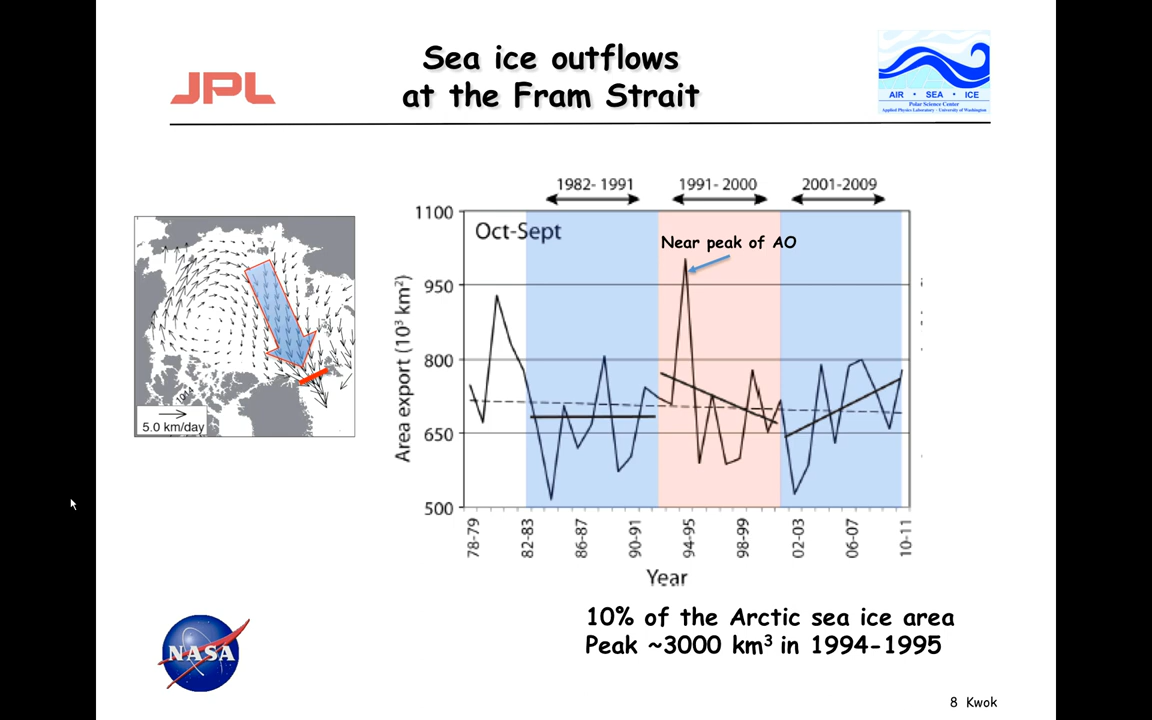 Sea ice outflows
at the Fram Strait
JPL
AIR • SEA • ICE
Polar Science Center
Applied Physics Laboratory - University of Washington
5.0 km/day
1982- 1991
1991- 2000
2001-2009
Oct-Sept
Near peak of AO
Area export (10³ km²)
1100
950
800
650
500
78-79
82-83
86-87
90-91
94-95
98-99
02-03
06-07
10-11
Year
10% of the Arctic sea ice area
Peak ~3000 km³ in 1994-1995
NASA
8 Kwok